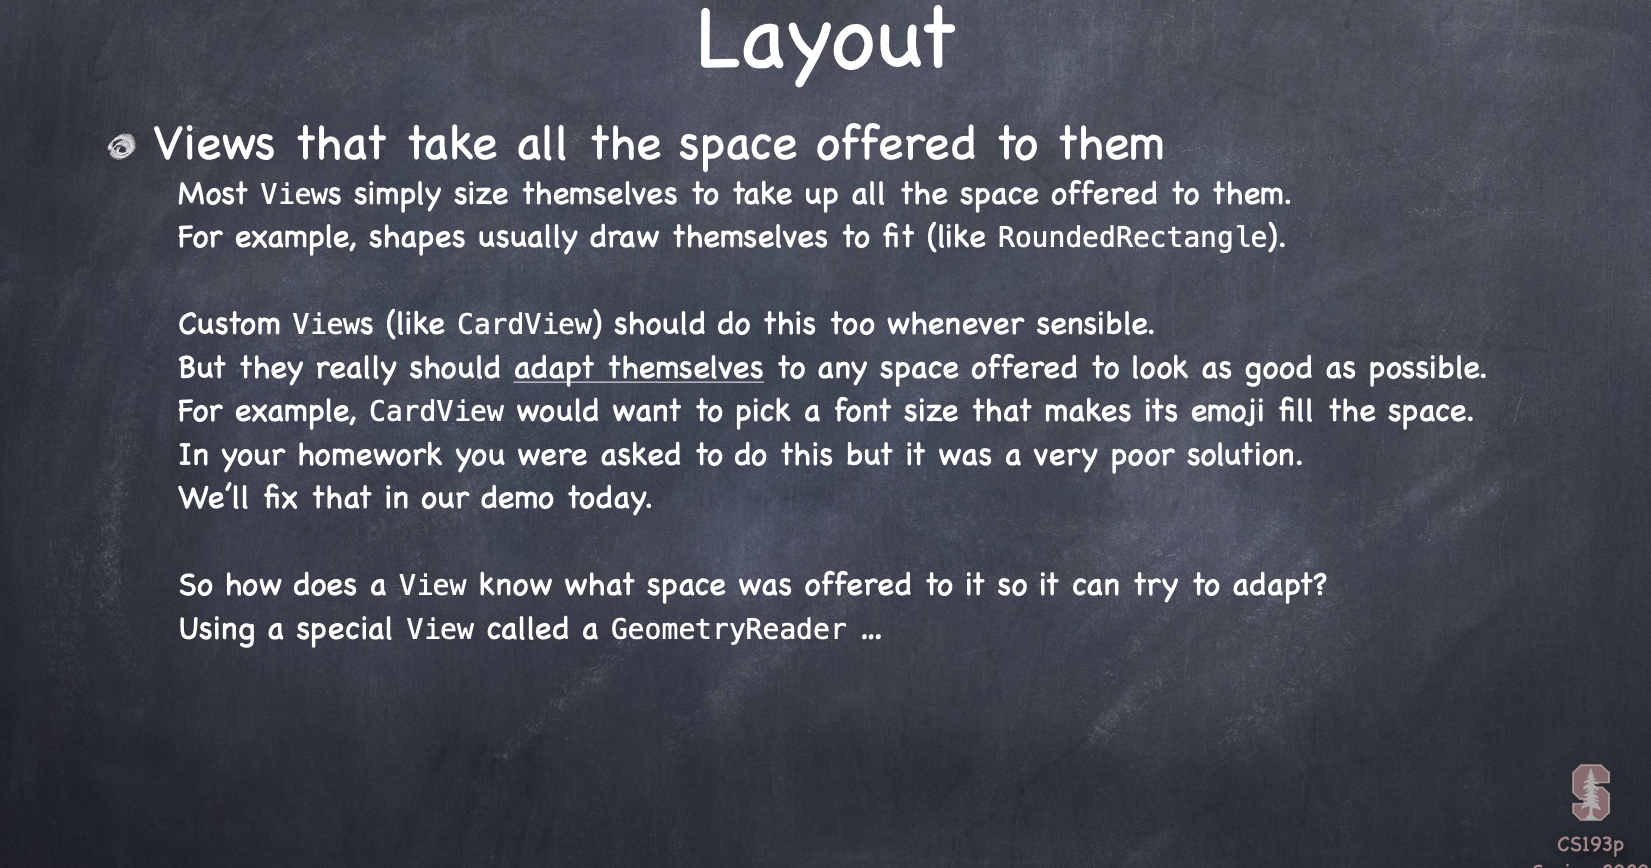 Layout
Views that take all the space offered to them
Most Views simply size themselves to take up all the space offered to them.
For example, shapes usually draw themselves to fit (like RoundedRectangle).
Custom Views (like CardView) should do this too whenever sensible.
But they really should adapt themselves to any space offered to look as good as possible.
For example, CardView would want to pick a font size that makes its emoji fill the space.
In your homework you were asked to do this but it was a very poor solution.
We'll fix that in our demo today.
So how does a View know what space was offered to it so it can try to adapt?
Using a special View called a GeometryReader ...
S
CS193p